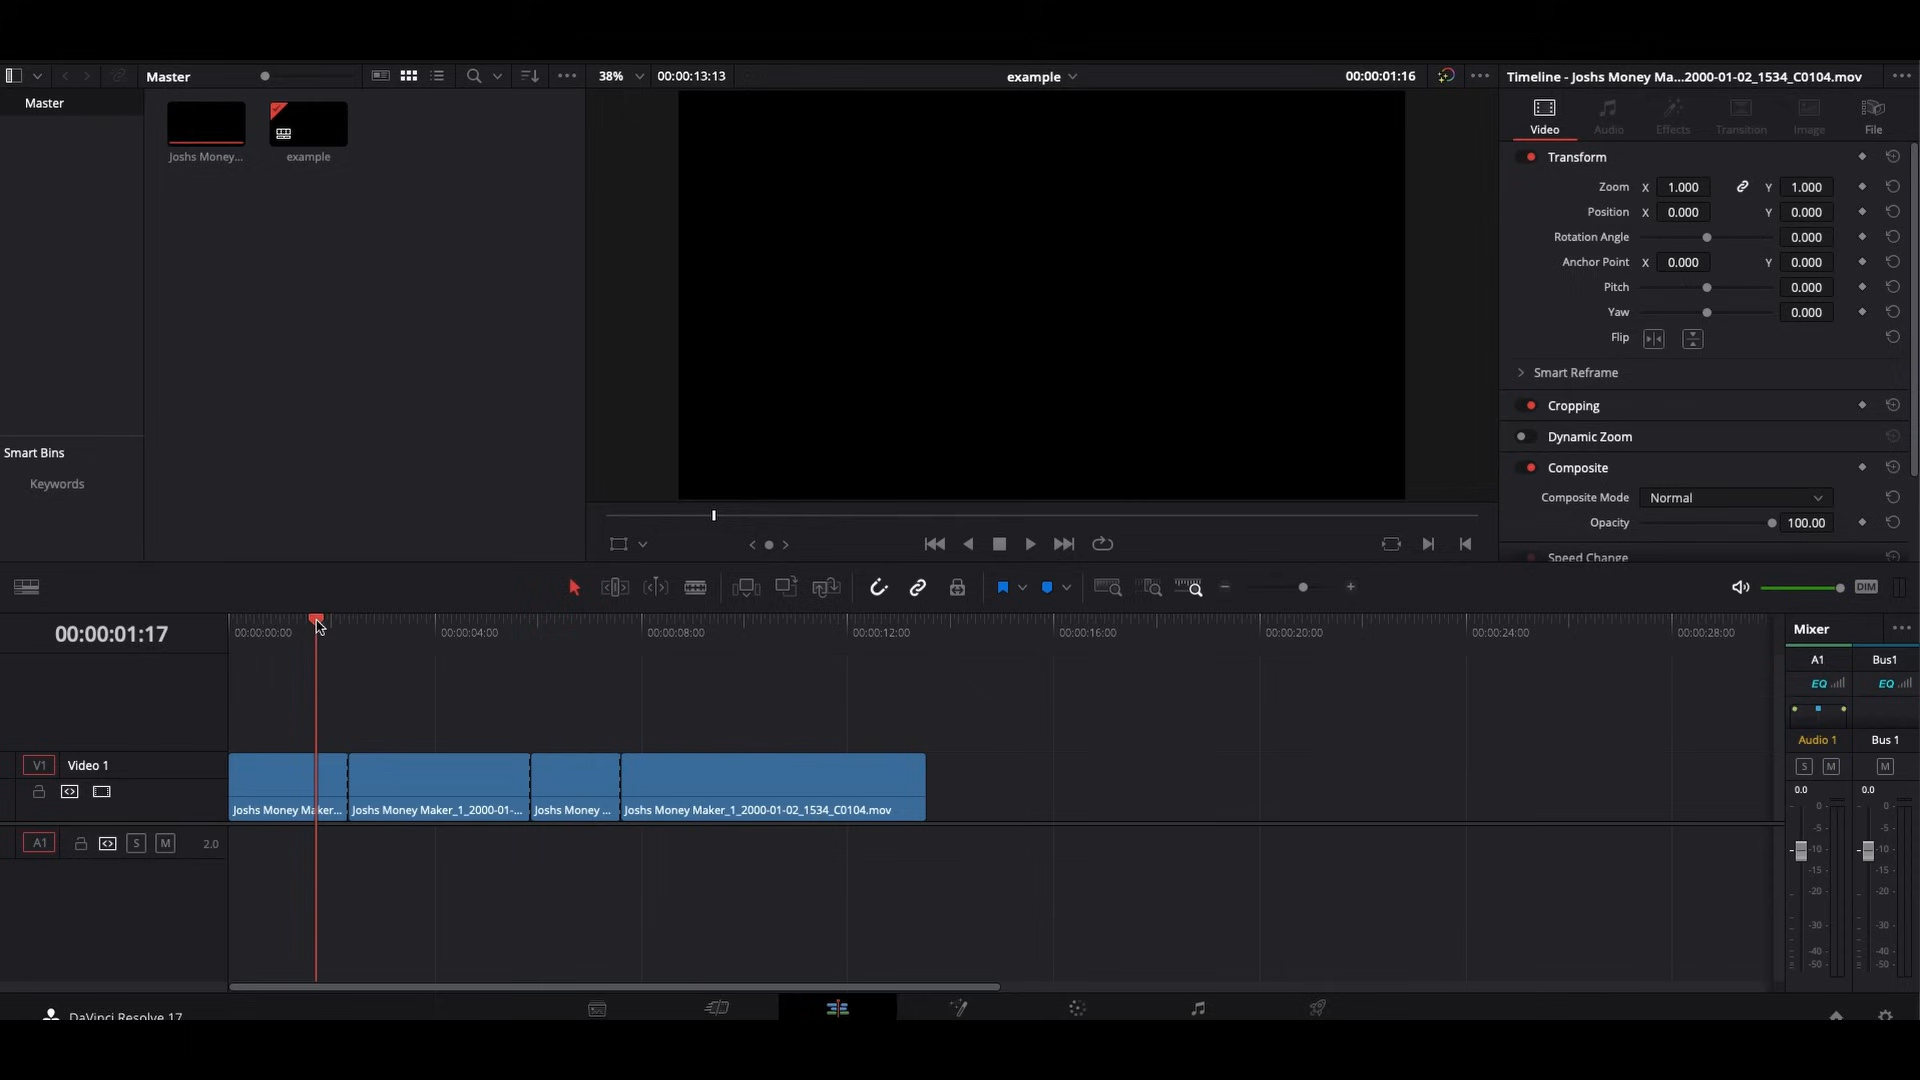 Master
38%
00:00:13:13
example
00:00:01:16
Timeline - Joshs Money Ma...2000-01-02_1534_C0104.mov
Master
Joshs Money...
example
Smart Bins
Keywords
Video
Audio
Effects
Transition
Image
File
Transform
Zoom X 1.000 Y 1.000
Position X 0.000 Y 0.000
Rotation Angle 0.000
Anchor Point X 0.000 Y 0.000
Pitch 0.000
Yaw 0.000
Flip
Smart Reframe
Cropping
Dynamic Zoom
Composite
Composite Mode Normal
Opacity 100.00
Speed Change
DIM
00:00:01:17
00:00:00:00
00:00:04:00
00:00:08:00
00:00:12:00
00:00:16:00
00:00:20:00
00:00:24:00
00:00:28:00
V1 Video 1
Joshs Money Maker...
Joshs Money Maker_1_2000-01-...
Joshs Money ...
Joshs Money Maker_1_2000-01-02_1534_C0104.mov
A1 S M 2.0
Mixer
A1 Bus1
EQ EQ
Audio 1 Bus 1
S M M
0.0 0.0
0 0
-5 -5
-10 -10
-15 -15
-20 -20
-30 -30
-40 -40
-50 -50
DaVinci Resolve 17